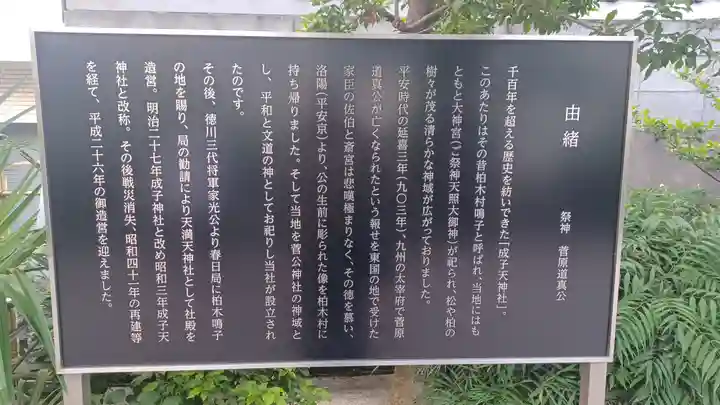 由緒
祭神 菅原道真公
千百年を超える歴史を紡いできた「成子天神社」。
このあたりはその昔柏木村鳴子と呼ばれ、当地にはも
ともと大神宮(ご祭神天照大御神)が祀られ、松や柏の
樹々が茂る清らかな神域が広がっておりました。
平安時代の延喜三年(九〇三年)、九州の太宰府で菅原
道真公が亡くなられたという報せを東国の地で受けた
家臣の佐伯と斎宮は悲嘆極まりなく、その徳を慕い、
洛陽(平安京)より、公の生前に彫られた像を柏木村に
持ち帰りました。そして当地を菅公神社の神域と
し、平和と文道の神としてお祀りし当社が設立され
たのです。
その後、徳川三代将軍家光公より春日局に柏木鳴子
の地を賜り、局の勧請により天満天神社として社殿を
造営。明治二十七年成子神社と改め昭和三年成子天
神社と改称。その後戦災消失、昭和四十一年の再建等
を経て、平成二十六年の御造営を迎えました。